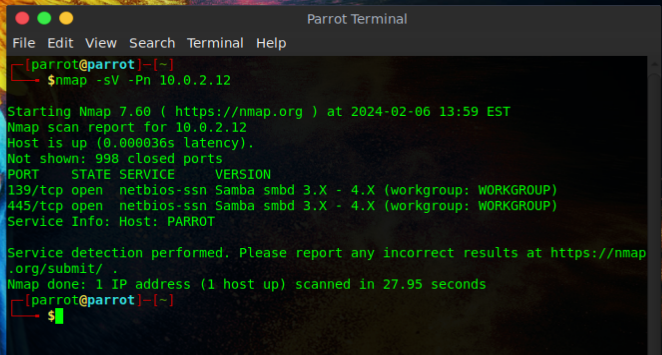 Parrot Terminal
File Edit View Search Terminal Help
┌─[parrot@parrot]─[~]
└──╼ $nmap -sV -Pn 10.0.2.12
Starting Nmap 7.60 ( https://nmap.org ) at 2024-02-06 13:59 EST
Nmap scan report for 10.0.2.12
Host is up (0.000036s latency).
Not shown: 998 closed ports
PORT    STATE SERVICE     VERSION
139/tcp open  netbios-ssn Samba smbd 3.X - 4.X (workgroup: WORKGROUP)
445/tcp open  netbios-ssn Samba smbd 3.X - 4.X (workgroup: WORKGROUP)
Service Info: Host: PARROT
Service detection performed. Please report any incorrect results at https://nmap
.org/submit/ .
Nmap done: 1 IP address (1 host up) scanned in 27.95 seconds
┌─[parrot@parrot]─[~]
└──╼ $